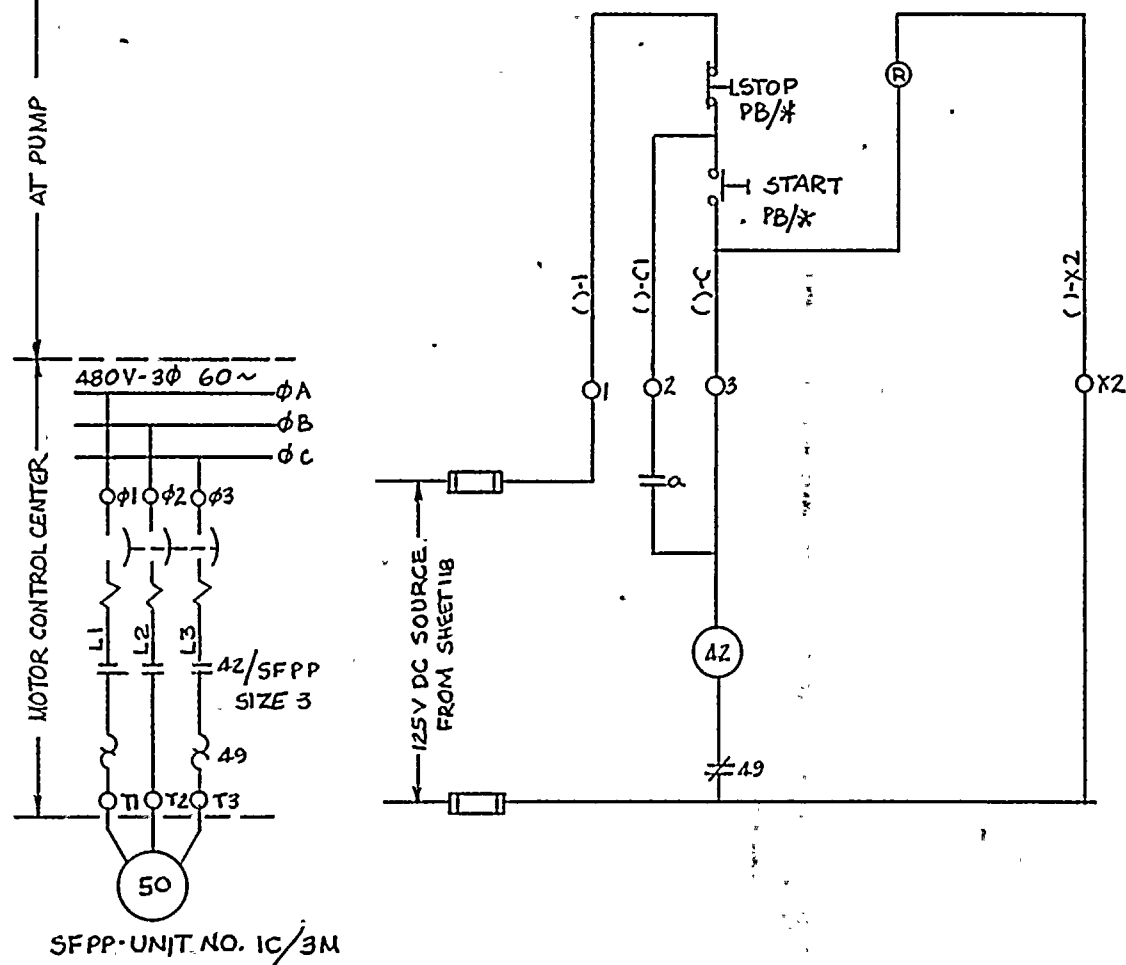 AT PUMP
MOTOR CONTROL CENTER
480V-3Φ 60~
ΦA
ΦB
ΦC
Φ1 Φ2 Φ3
L1 L2 L3
42/SFPP
SIZE 3
49
T1 T2 T3
50
SFPP-UNIT NO. 1C/3M
STOP
PB/*
START
PB/*
R
( )-1
( )-C1
( )-C
( )-X2
1 2 3 X2
a
125V DC SOURCE
FROM SHEET 118
42
49